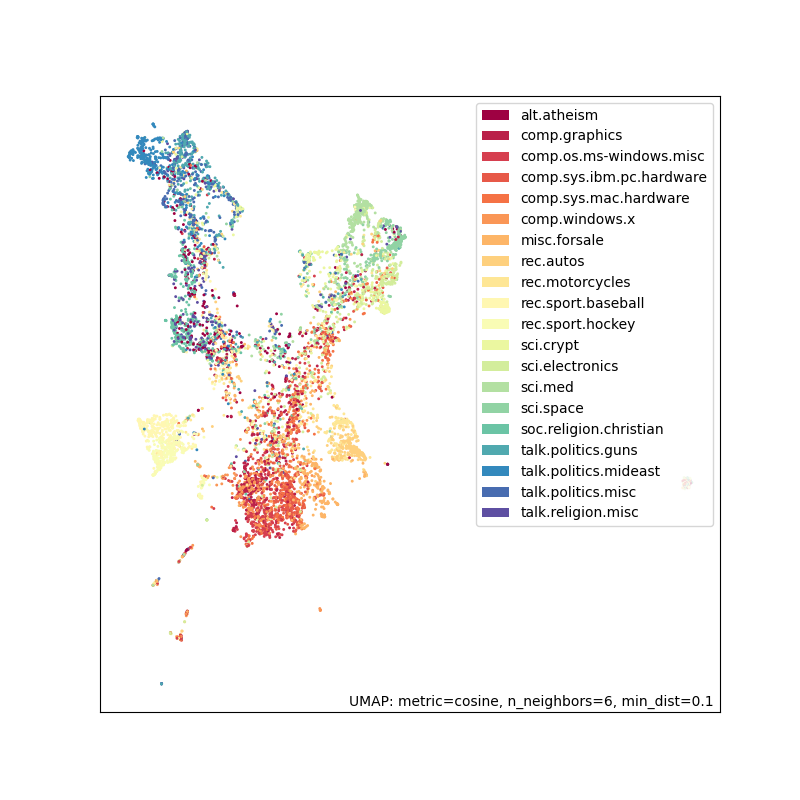 alt.atheism
comp.graphics
comp.os.ms-windows.misc
comp.sys.ibm.pc.hardware
comp.sys.mac.hardware
comp.windows.x
misc.forsale
rec.autos
rec.motorcycles
rec.sport.baseball
rec.sport.hockey
sci.crypt
sci.electronics
sci.med
sci.space
soc.religion.christian
talk.politics.guns
talk.politics.mideast
talk.politics.misc
talk.religion.misc
UMAP: metric=cosine, n_neighbors=6, min_dist=0.1